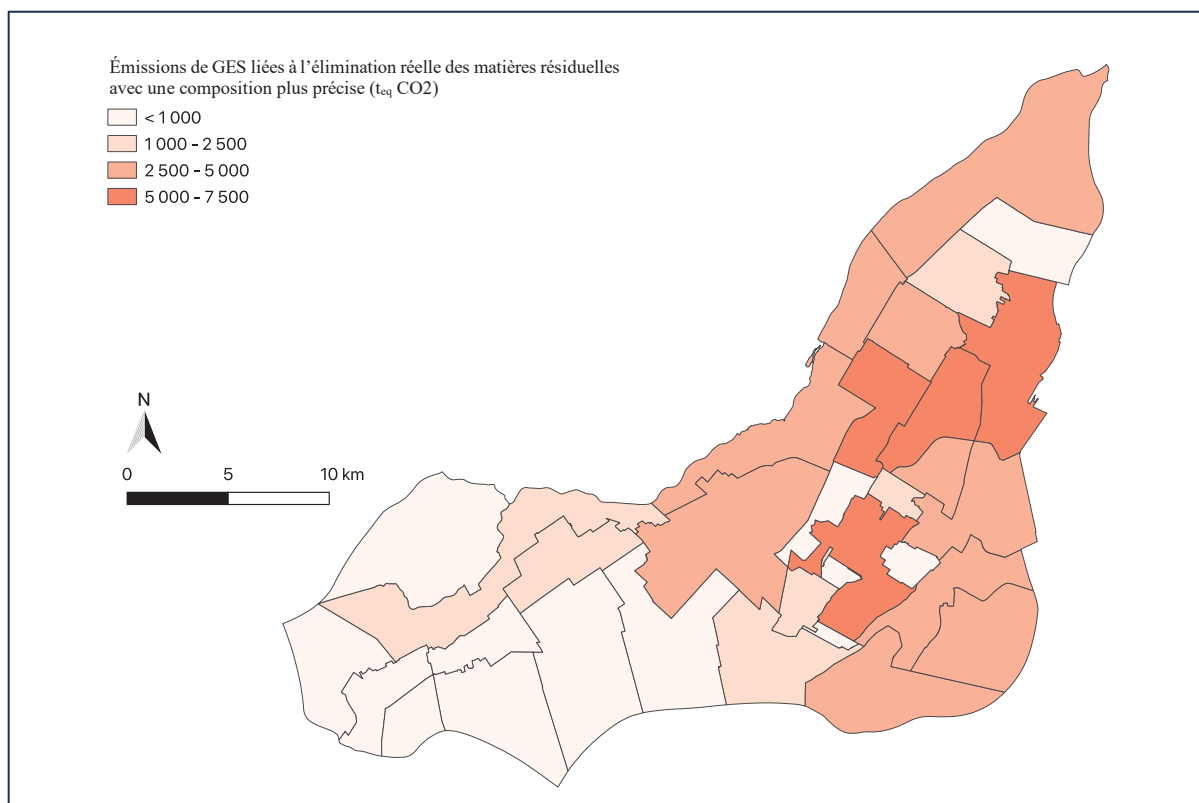 Émissions de GES liées à l'élimination réelle des matières résiduelles
avec une composition plus précise (teq CO2)
< 1 000
1 000 - 2 500
2 500 - 5 000
5 000 - 7 500
N
0 5 10 km